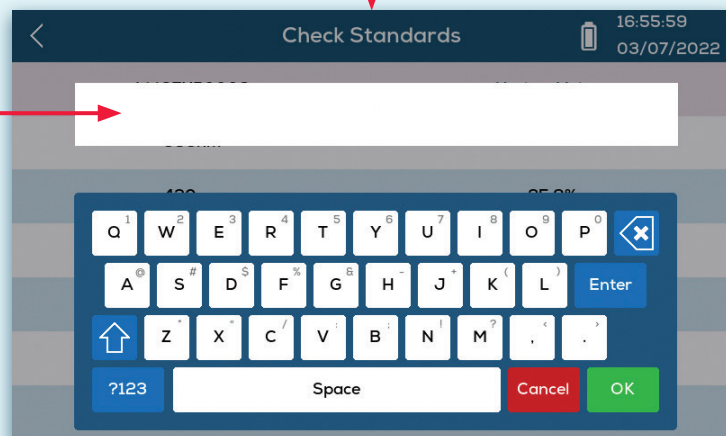 Check Standards
16:55:59
03/07/2022
Q 1 W 2 E 3 R 4 T 5 Y 6 U 7 I 8 O 9 P 0
A @ S # D $ F % G & H - J + K ( L ) Enter
Z X C / V : B ; N ! M ? , < . >
?123 Space Cancel OK